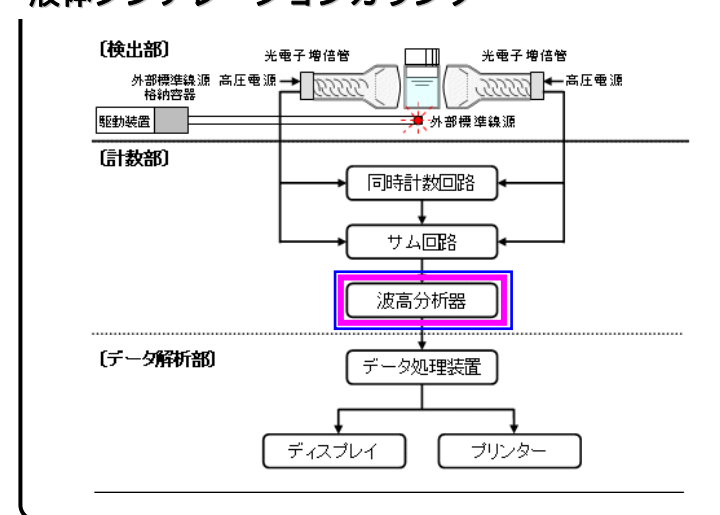 液体シンチレーションカウンタ
〔検出部〕
光電子増倍管
光電子増倍管
外部標準線源
格納容器
高圧電源
高圧電源
駆動装置
外部標準線源
〔計数部〕
同時計数回路
サム回路
波高分析器
〔データ解析部〕
データ処理装置
ディスプレイ
プリンター